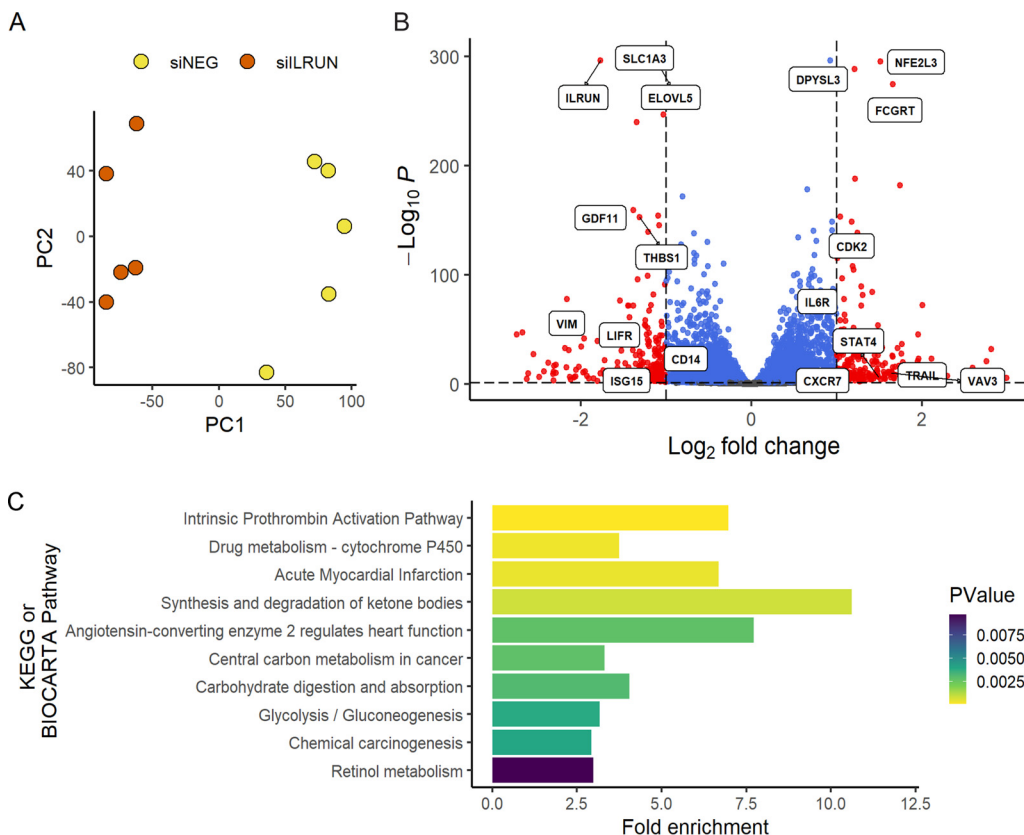 A
siNEG
siILRUN
40
0
-40
-80
-50
0
50
100
PC2
PC1
B
300
200
100
0
−Log10 P
SLC1A3
ILRUN
ELOVL5
DPYSL3
NFE2L3
FCGRT
GDF11
THBS1
CDK2
IL6R
VIM
LIFR
STAT4
CD14
ISG15
CXCR7
TRAIL
VAV3
-2
0
2
Log2 fold change
C
KEGG or
BIOCARTA Pathway
Intrinsic Prothrombin Activation Pathway
Drug metabolism - cytochrome P450
Acute Myocardial Infarction
Synthesis and degradation of ketone bodies
Angiotensin-converting enzyme 2 regulates heart function
Central carbon metabolism in cancer
Carbohydrate digestion and absorption
Glycolysis / Gluconeogenesis
Chemical carcinogenesis
Retinol metabolism
0.0
2.5
5.0
7.5
10.0
12.5
Fold enrichment
PValue
0.0075
0.0050
0.0025